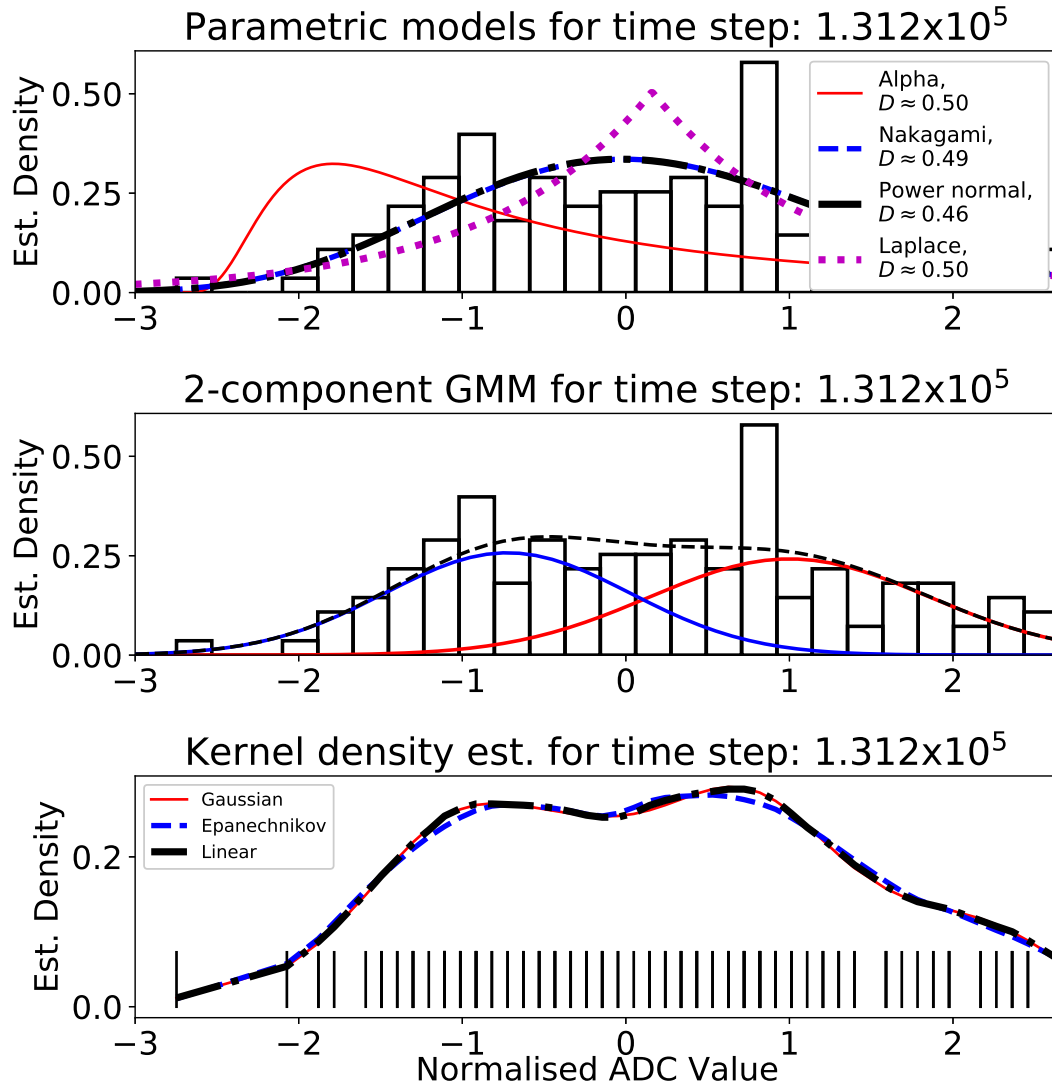 Parametric models for time step: 1.312x10⁵
Est. Density
0.50
0.25
0.00
−3
−2
−1
0
1
2
Alpha,
D ≈ 0.50
Nakagami,
D ≈ 0.49
Power normal,
D ≈ 0.46
Laplace,
D ≈ 0.50
2-component GMM for time step: 1.312x10⁵
Est. Density
0.50
0.25
0.00
−3
−2
−1
0
1
2
Kernel density est. for time step: 1.312x10⁵
Est. Density
0.2
0.0
Gaussian
Epanechnikov
Linear
−3
−2
−1
0
1
2
Normalised ADC Value